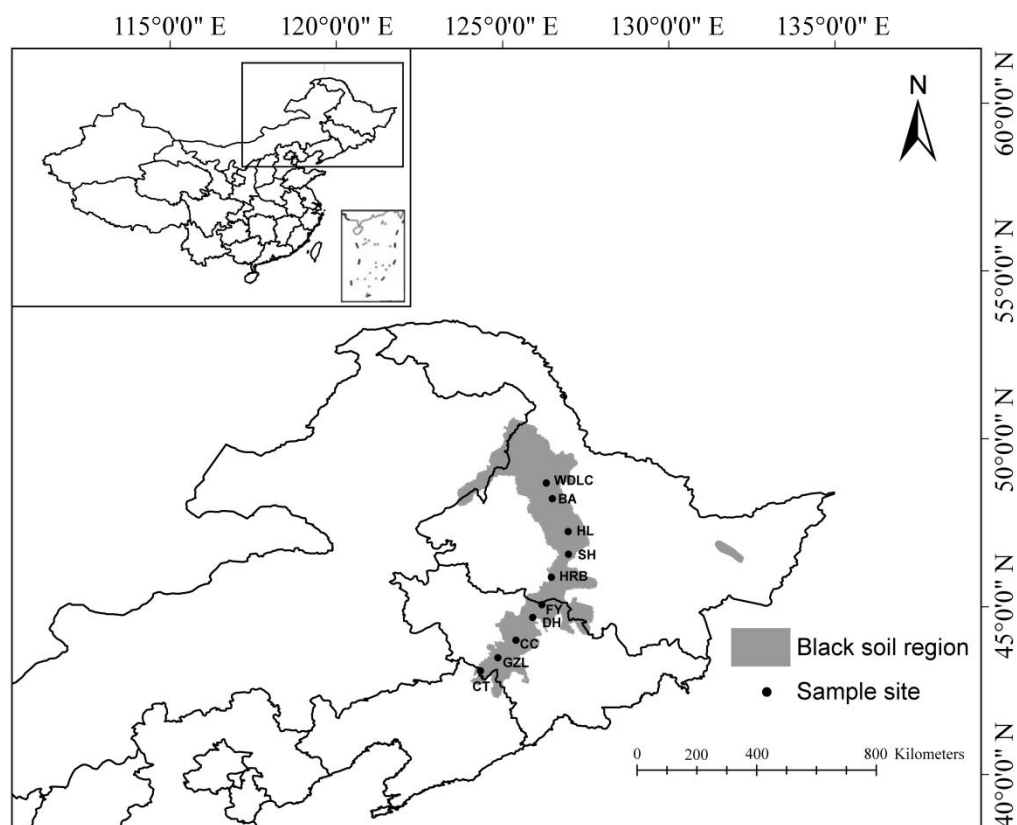 115°0'0" E 120°0'0" E 125°0'0" E 130°0'0" E 135°0'0" E
N
60°0'0" N
55°0'0" N
50°0'0" N
45°0'0" N
40°0'0" N
WDLC
BA
HL
SH
HRB
FY
DH
CC
GZL
CT
Black soil region
Sample site
0 200 400 800 Kilometers